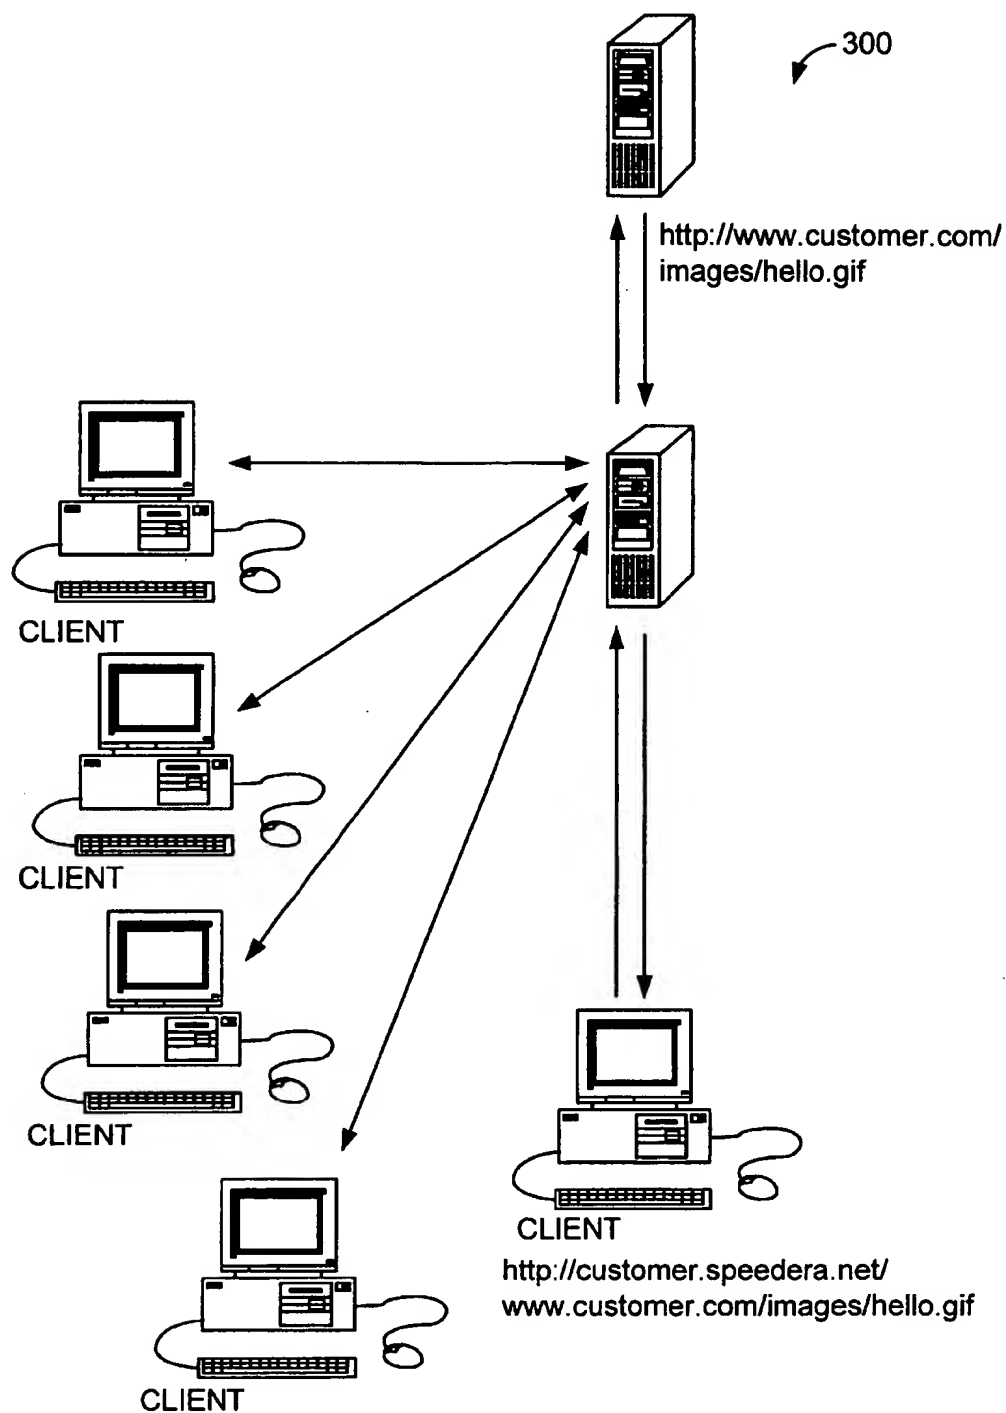 300
http://www.customer.com/
images/hello.gif
CLIENT
CLIENT
CLIENT
CLIENT
http://customer.speedera.net/
www.customer.com/images/hello.gif
CLIENT